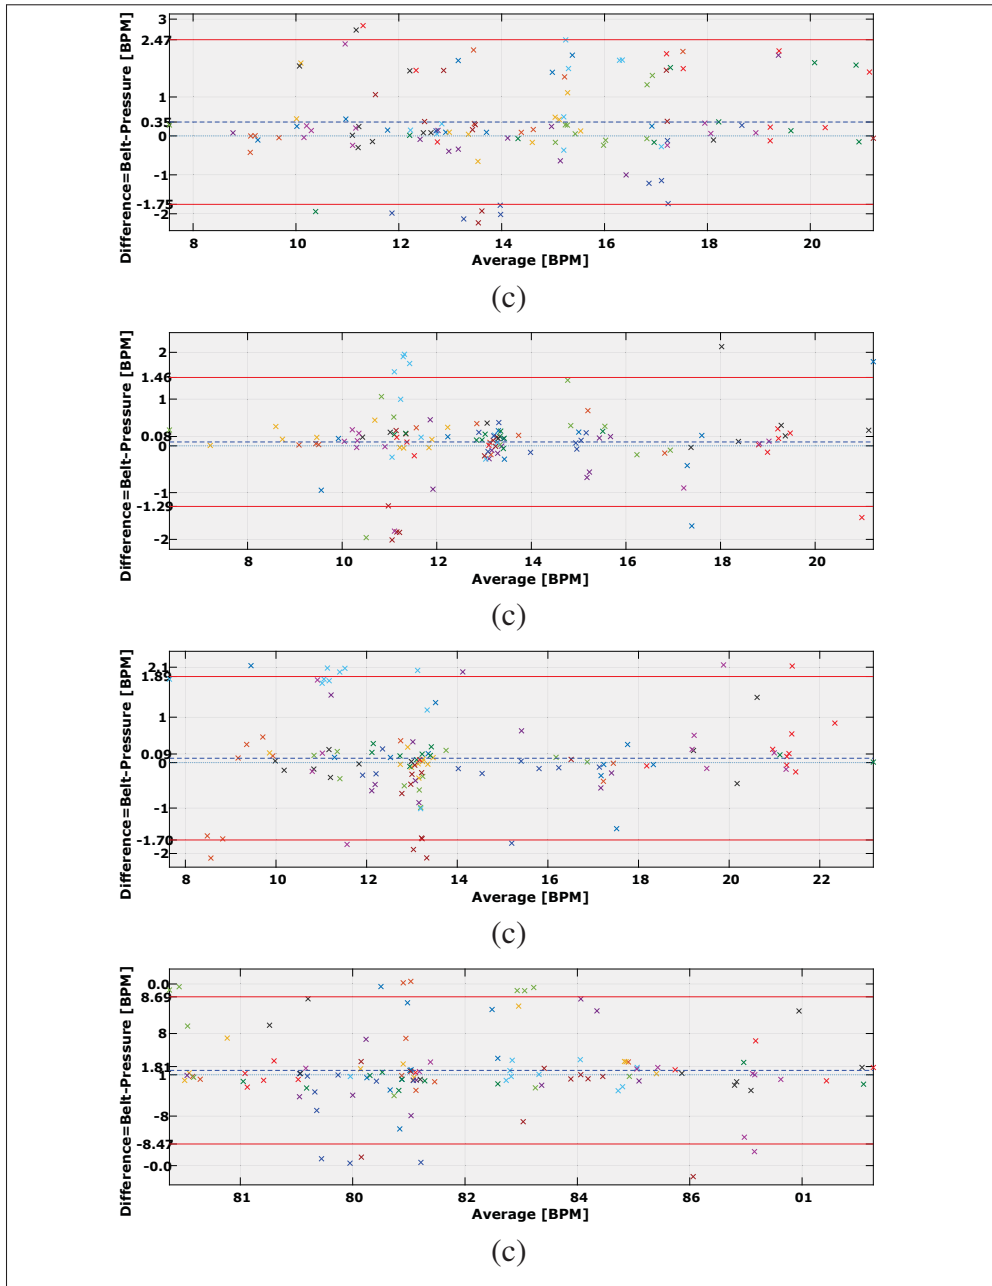 Difference=Belt-Pressure [BPM]
3
2.47
1
0.35
0
-1
-1.75
-2
8 10 12 14 16 18 20
Average [BPM]
(c)
Difference=Belt-Pressure [BPM]
2
1.46
1
0.08
0
-1
-1.29
-2
8 10 12 14 16 18 20
Average [BPM]
(c)
Difference=Belt-Pressure [BPM]
2.1
1.89
1
0.09
0
-1
-1.70
-2
8 10 12 14 16 18 20 22
Average [BPM]
(c)
Difference=Belt-Pressure [BPM]
0.0
8.69
8
1.81
1
-8
-8.47
-0.0
81 80 82 84 86 01
Average [BPM]
(c)